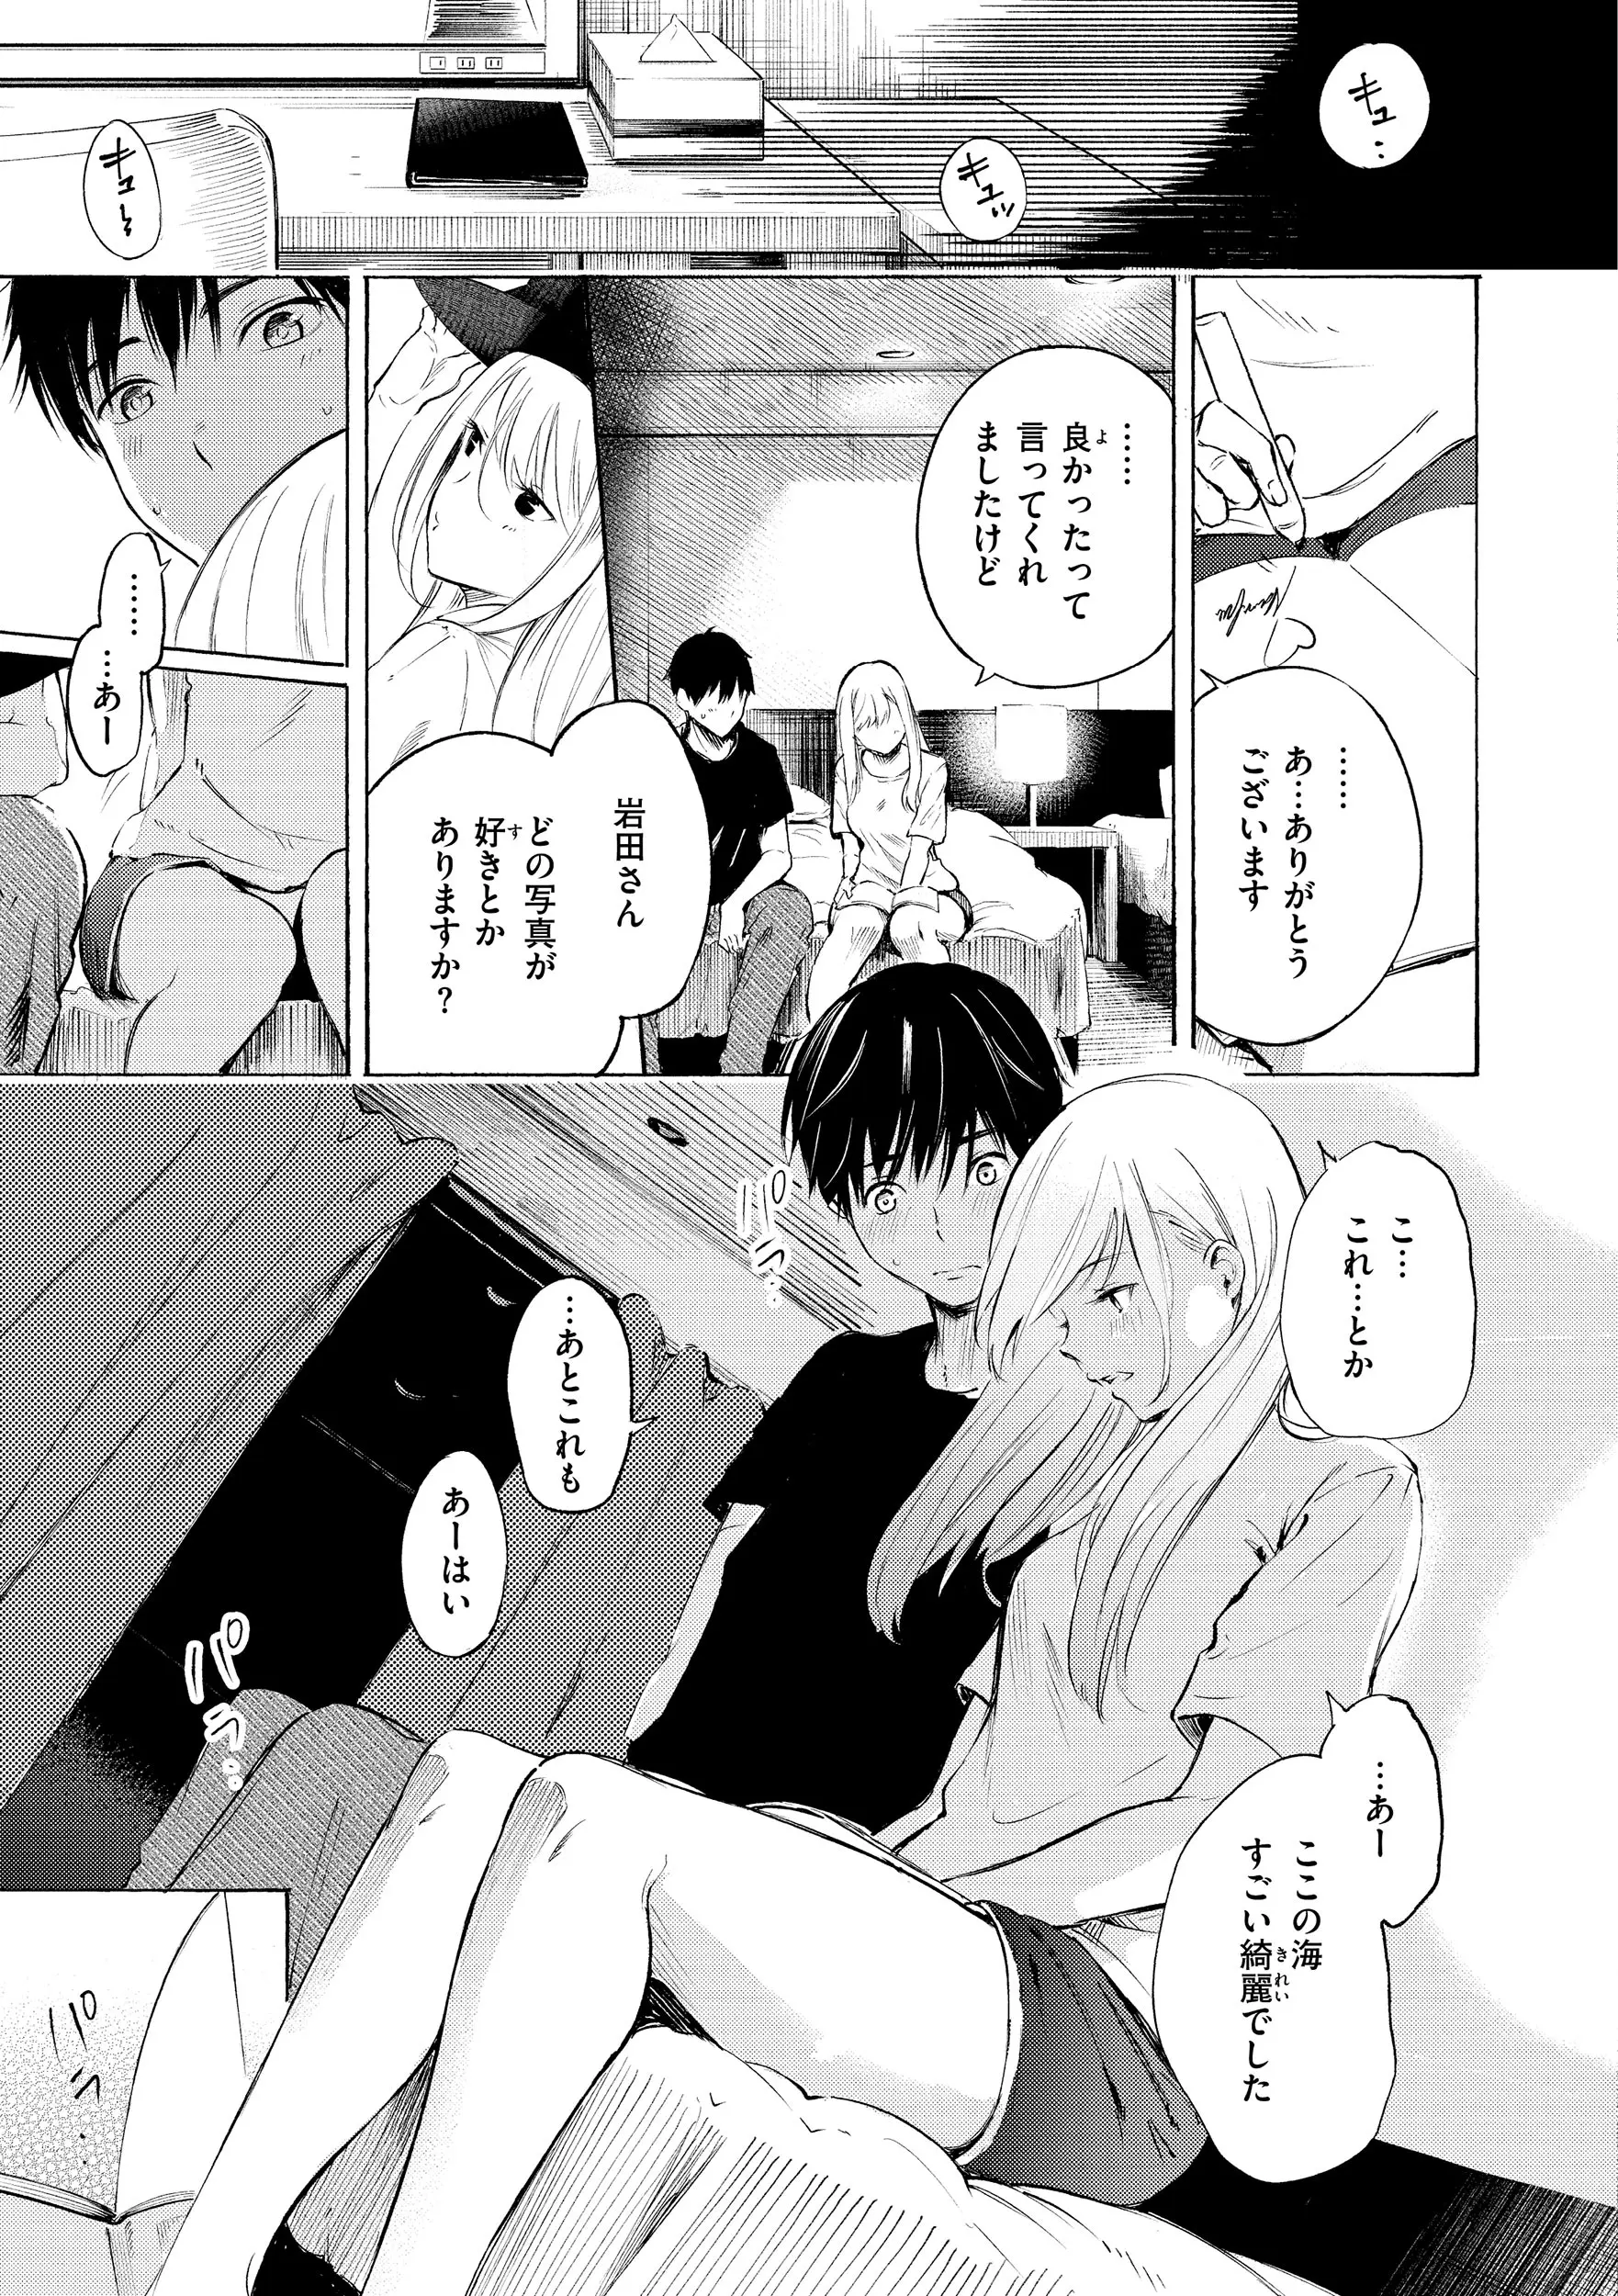 キュ…
キュッ
キュ～
……
あ…ありがとう
ございます
……
良かったって
言ってくれ
ましたけど
岩田さん
どの写真が
好きとか
ありますか？
……
…あー
こ…
これ…とか
パラ…
…あー
ここの海
すごい綺麗でした
…あとこれも
あーはい
パラ…
パラ